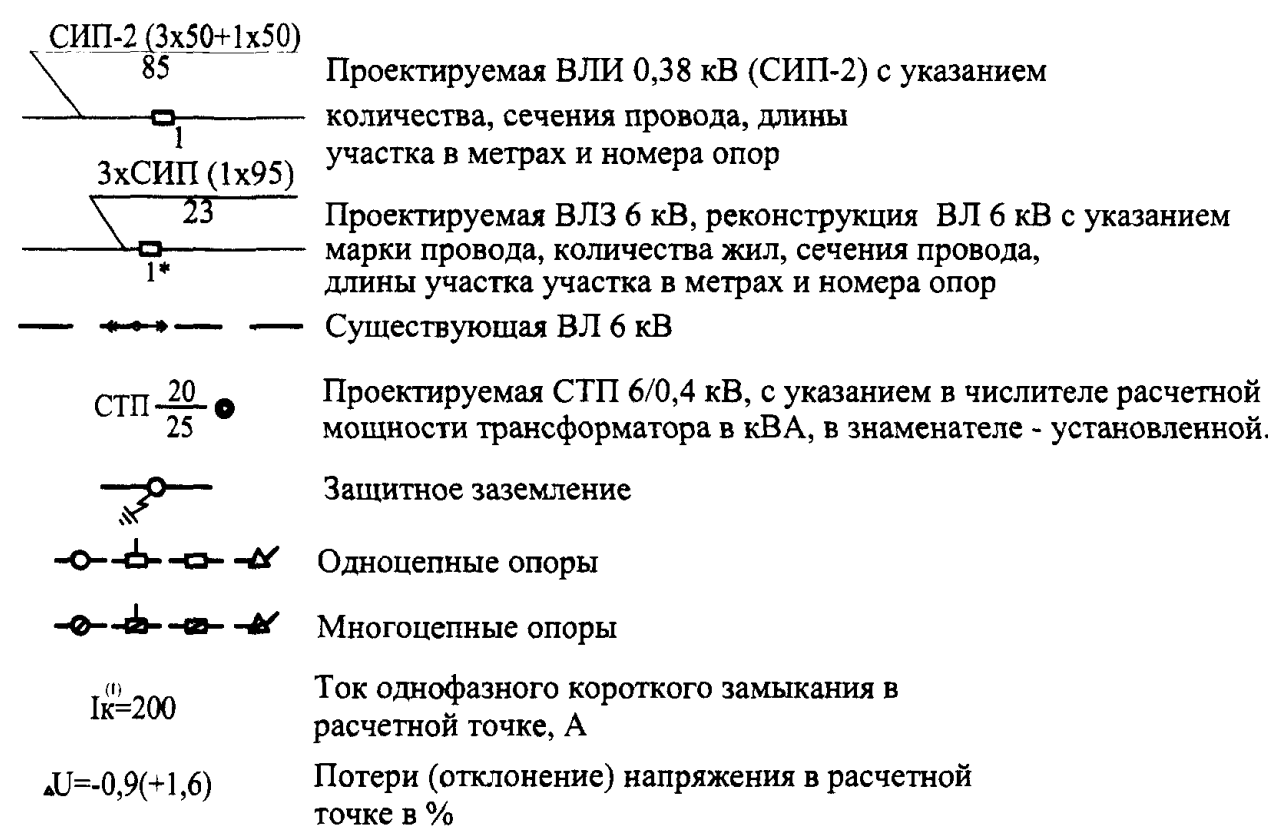 СИП-2 (3х50+1х50)
85
1
Проектируемая ВЛИ 0,38 кВ (СИП-2) с указанием
количества, сечения провода, длины
участка в метрах и номера опор
3хСИП (1х95)
23
1*
Проектируемая ВЛЗ 6 кВ, реконструкция ВЛ 6 кВ с указанием
марки провода, количества жил, сечения провода,
длины участка участка в метрах и номера опор
Существующая ВЛ 6 кВ
СТП 20/25
Проектируемая СТП 6/0,4 кВ, с указанием в числителе расчетной
мощности трансформатора в кВА, в знаменателе - установленной.
Защитное заземление
Одноцепные опоры
Многоцепные опоры
Iк(1)=200
Ток однофазного короткого замыкания в
расчетной точке, А
▵U=-0,9(+1,6)
Потери (отклонение) напряжения в расчетной
точке в %